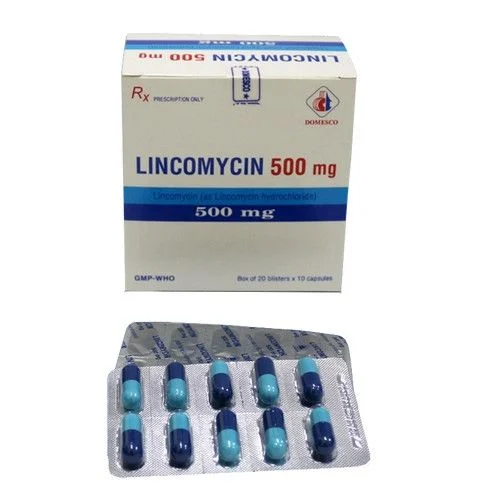 500 mg
LINCOMYCIN 500 mg
Rx PRESCRIPTION ONLY
DOMESCO
LINCOMYCIN 500 mg
Lincomycin (as Lincomycin hydrochloride)
500 mg
GMP-WHO
Box of 20 blisters x 10 capsules